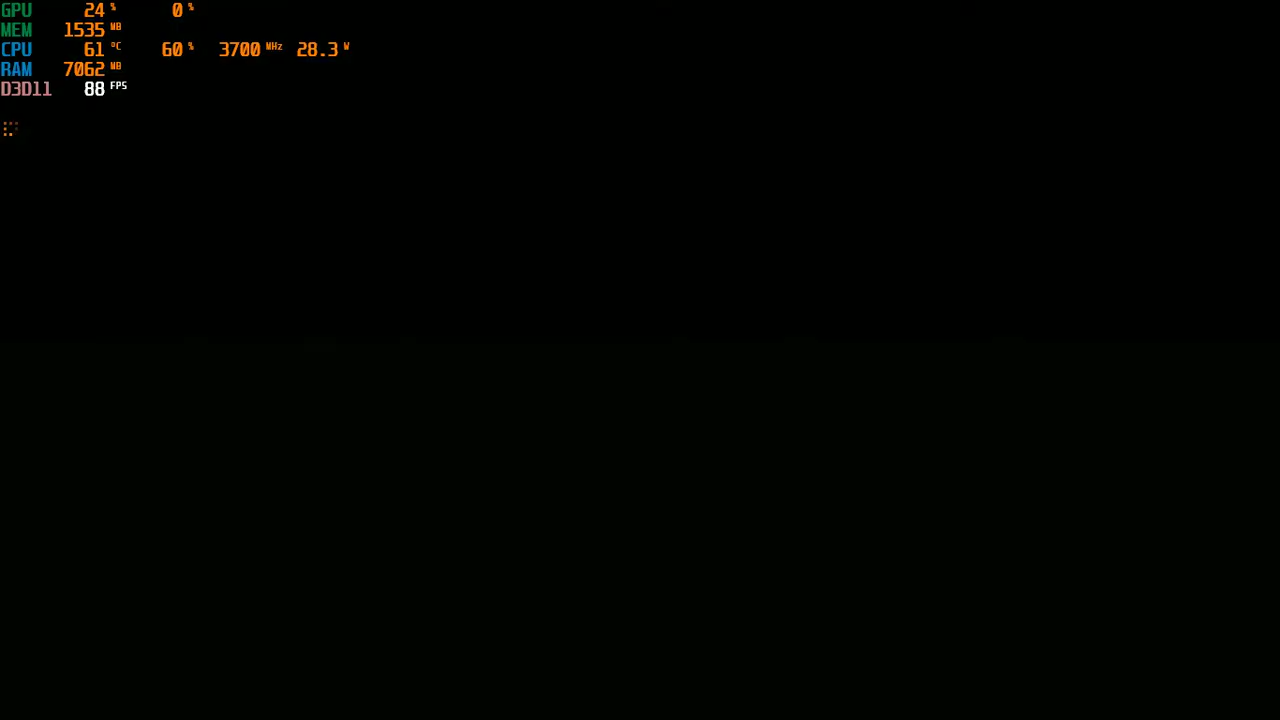 GPU 24 % 0 %
MEM 1535 MB
CPU 61 °C 60 % 3700 MHz 28.3 W
RAM 7062 MB
D3D11 88 FPS